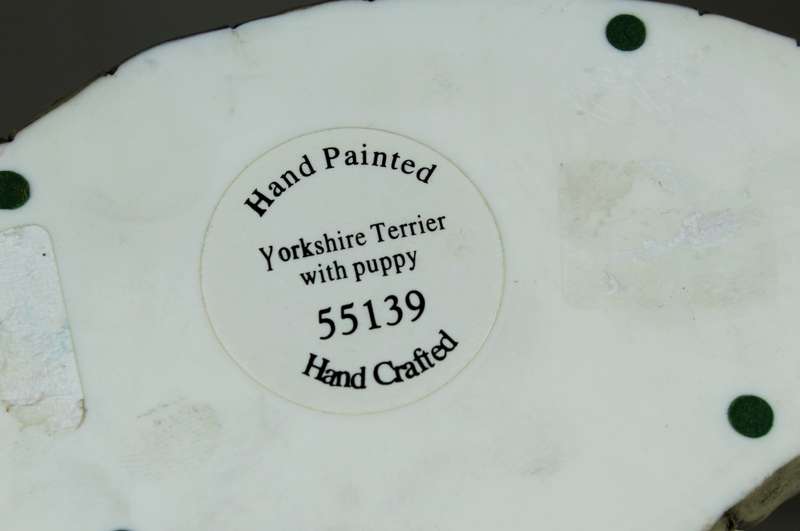 Hand Painted
Yorkshire Terrier
with puppy
55139
Hand Crafted